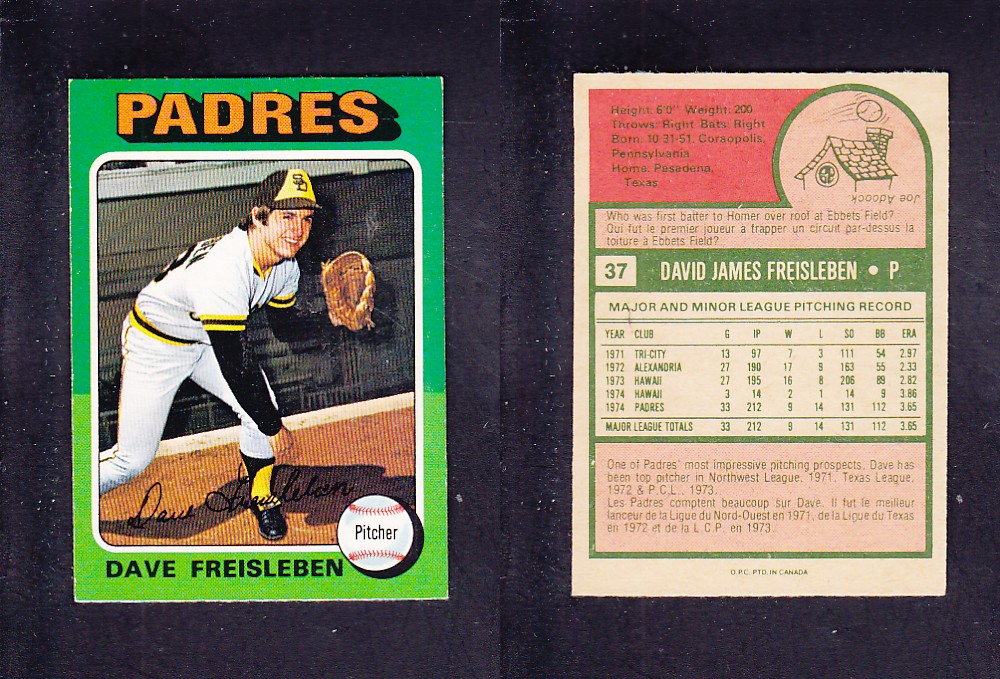 PADRES
SD
Dave Freisleben
Pitcher
DAVE FREISLEBEN
Height: 6'0" Weight: 200
Throws: Right Bats: Right
Born: 10-31-51, Coraopolis,
Pennsylvania
Home: Pasadena,
Texas
Joe Adcock
Who was first batter to Homer over roof at Ebbets Field?
Qui fut le premier joueur à frapper un circuit par-dessus la
toiture à Ebbets Field?
37 DAVID JAMES FREISLEBEN • P
MAJOR AND MINOR LEAGUE PITCHING RECORD
YEAR CLUB G IP W L SO BB ERA
1971 TRI-CITY 13 97 7 3 111 54 2.97
1972 ALEXANDRIA 27 190 17 9 163 55 2.33
1973 HAWAII 27 195 16 8 206 89 2.82
1974 HAWAII 3 14 2 1 14 9 3.86
1974 PADRES 33 212 9 14 131 112 3.65
MAJOR LEAGUE TOTALS 33 212 9 14 131 112 3.65
One of Padres' most impressive pitching prospects, Dave has
been top pitcher in Northwest League, 1971, Texas League,
1972 & P.C.L., 1973.
Les Padres comptent beaucoup sur Dave. Il fut le meilleur
lanceur de la Ligue du Nord-Ouest en 1971, de la Ligue du Texas
en 1972 et de la L.C.P. en 1973.
O.P.C. PTD. IN CANADA